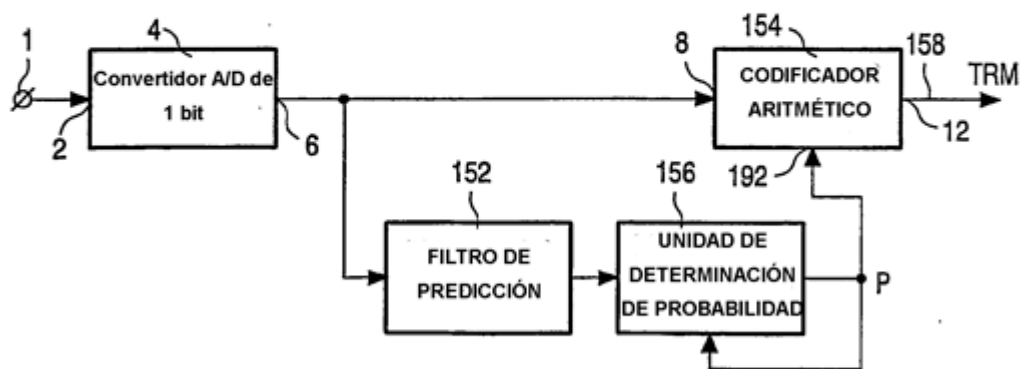 1
4
Convertidor A/D de
1 bit
2
6
8
154
CODIFICADOR
ARITMÉTICO
158
TRM
12
192
152
FILTRO DE
PREDICCIÓN
156
UNIDAD DE
DETERMINACIÓN
DE PROBABILIDAD
P